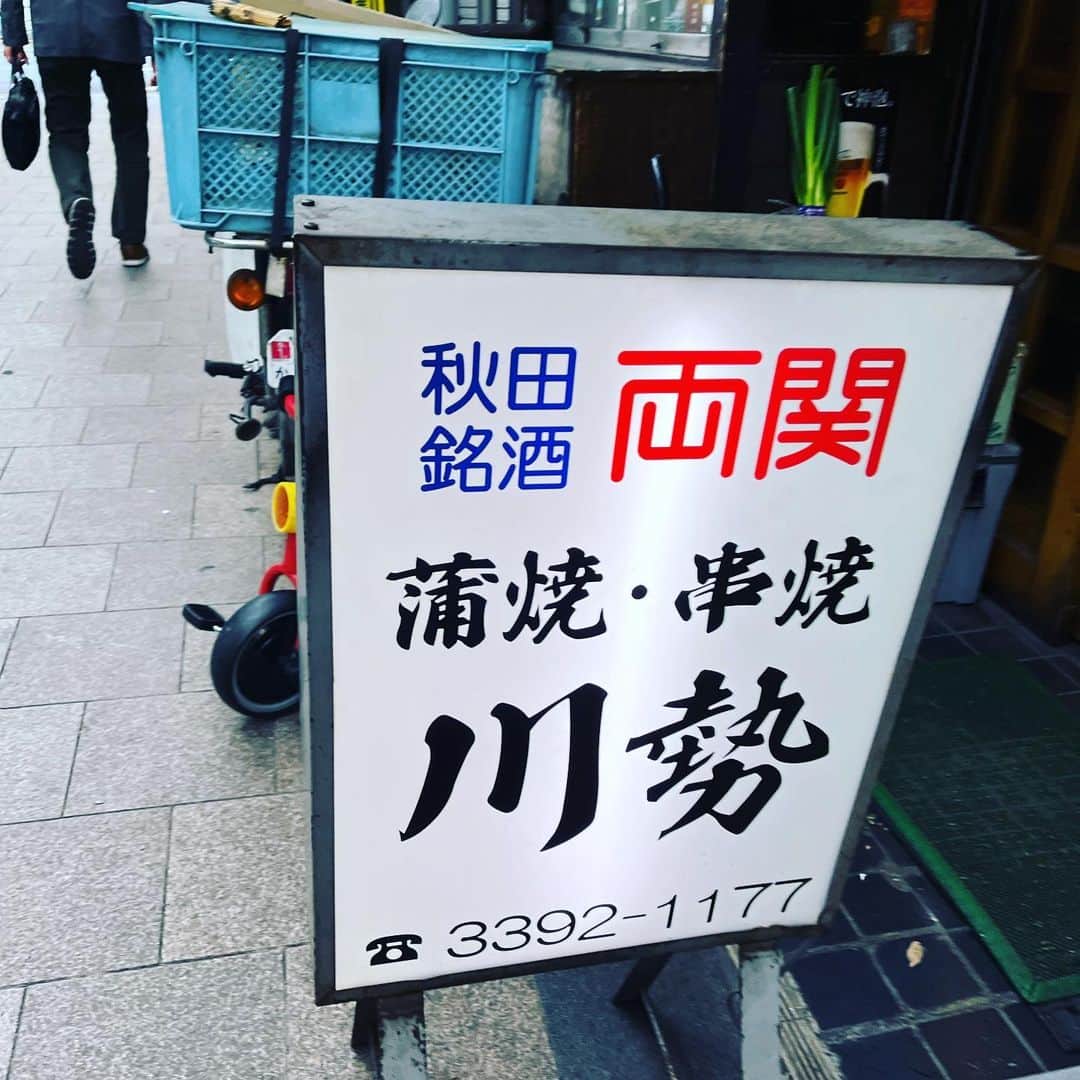 秋田
銘酒
両関
蒲焼・串焼
川勢
☎ 3392-1177